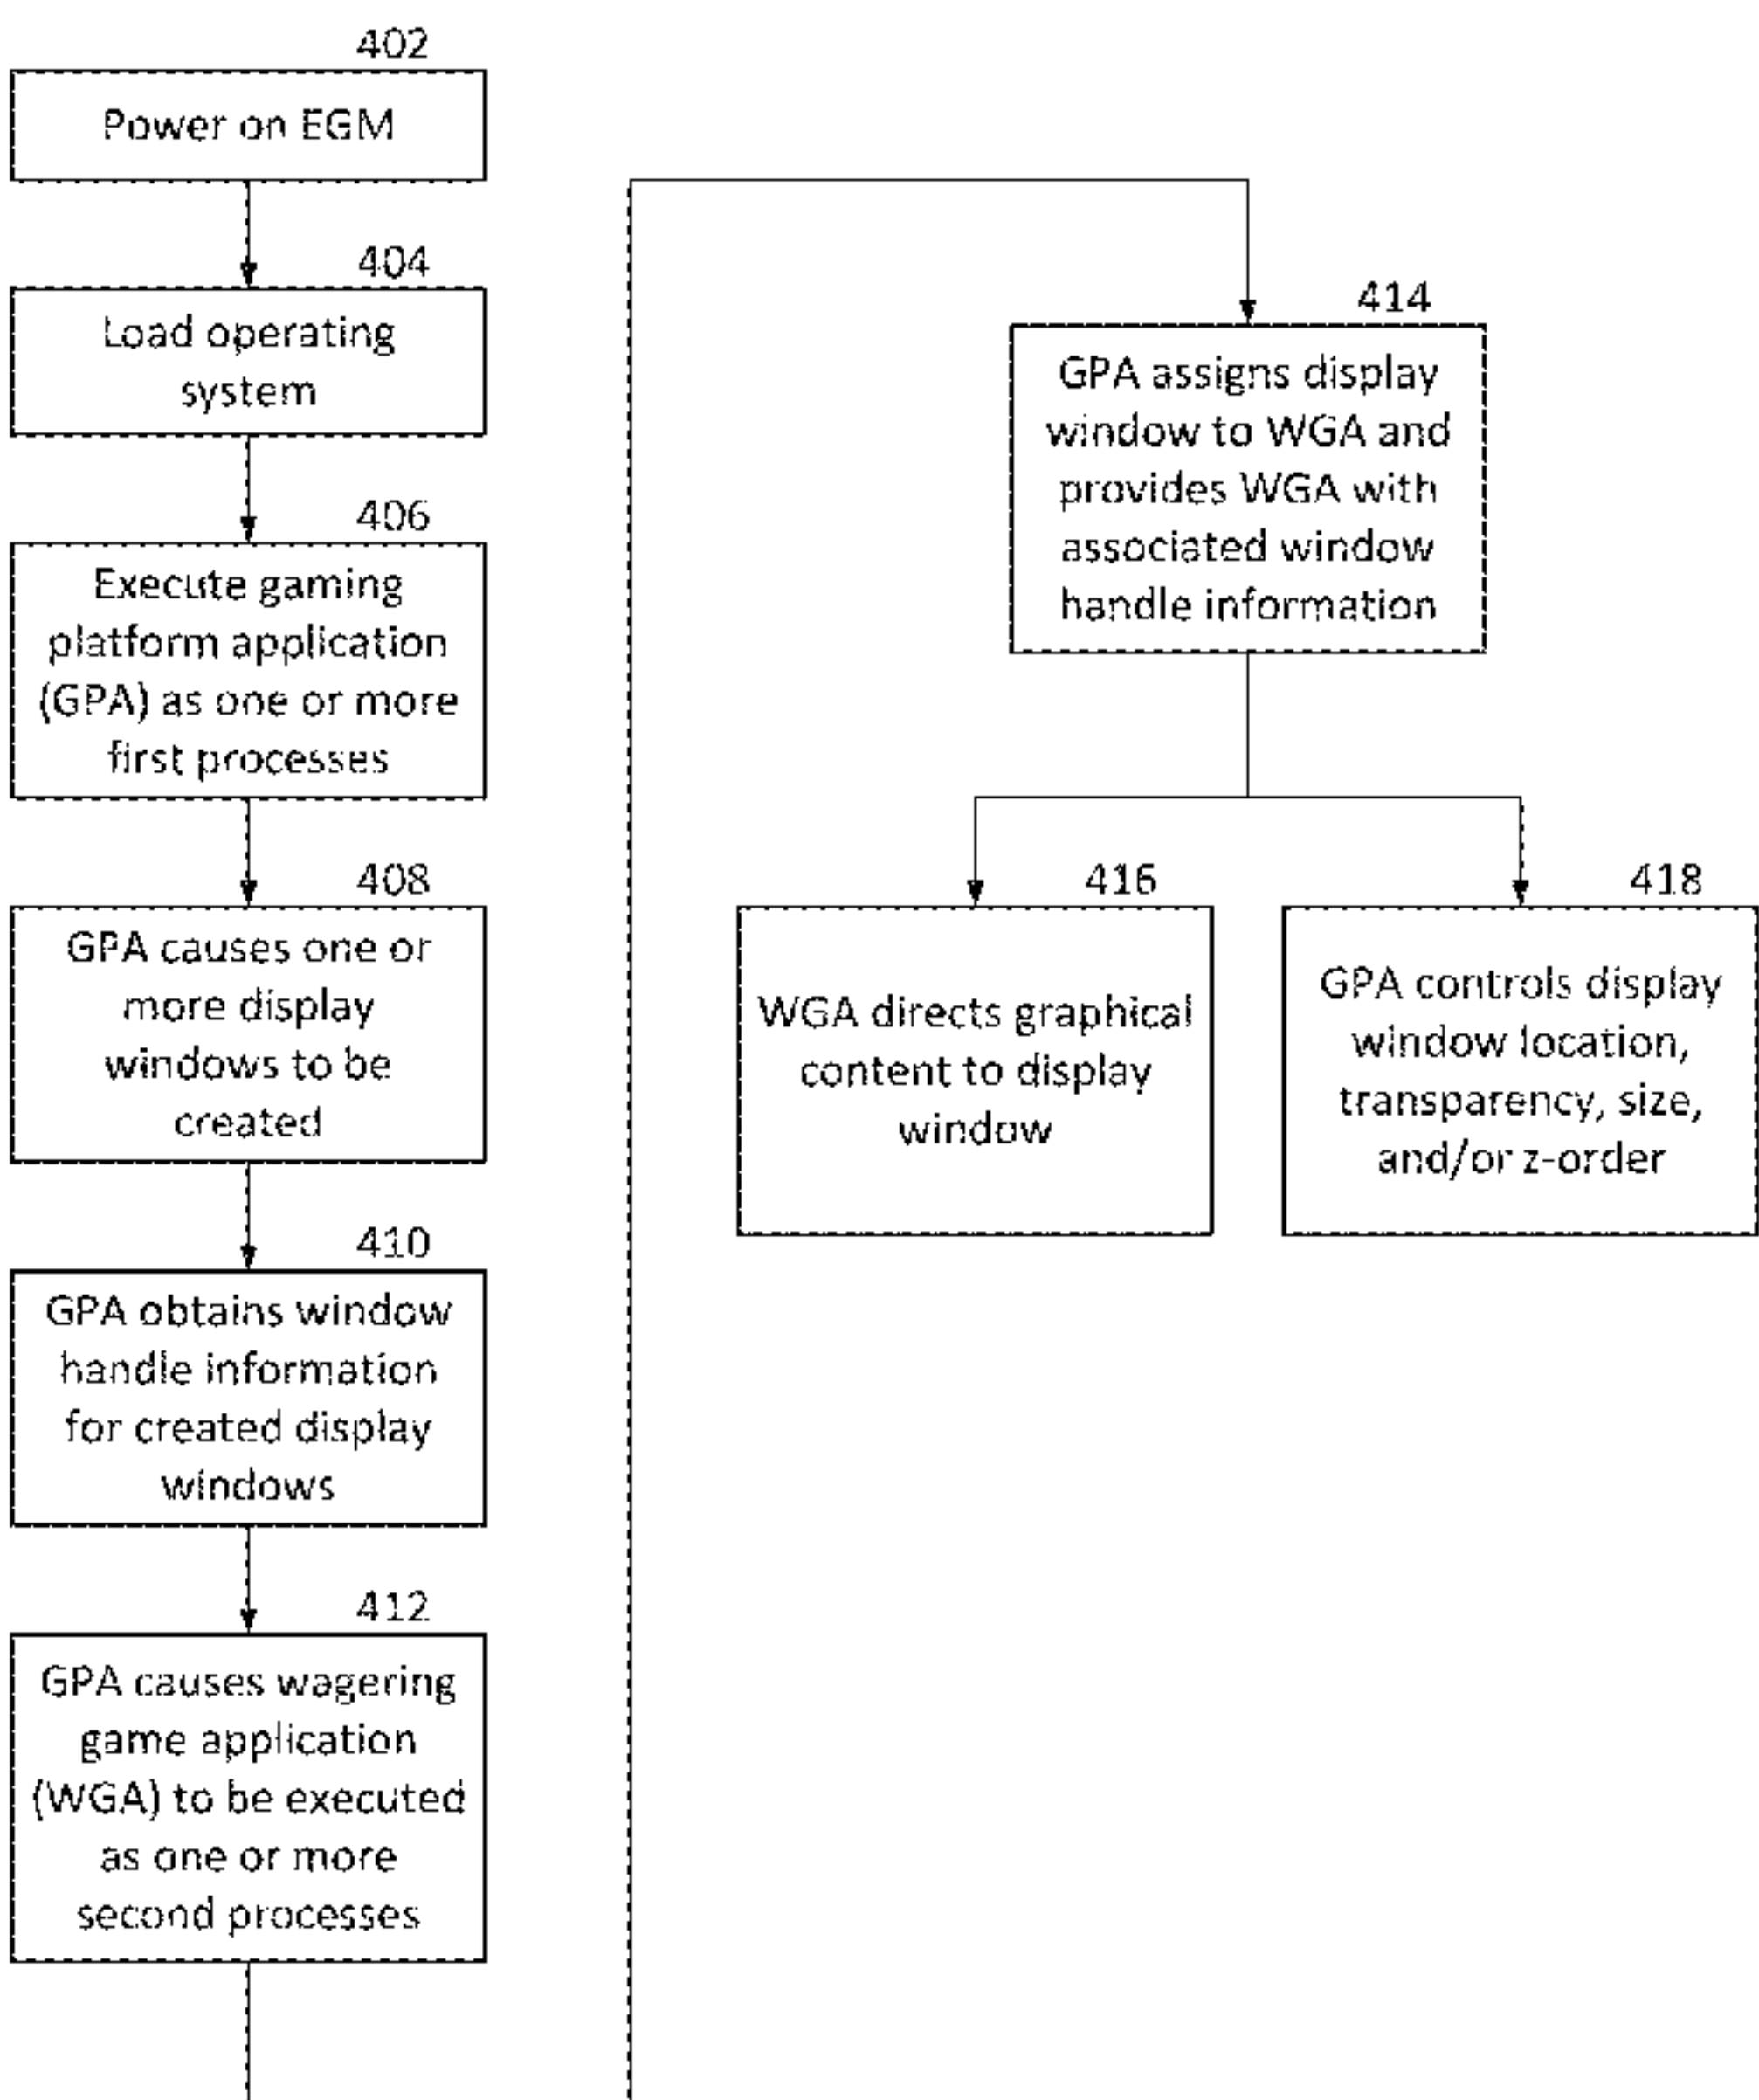 402
Power on EGM
404
Load operating
system
406
Execute gaming
platform application
(GPA) as one or more
first processes
408
GPA causes one or
more display
windows to be
created
410
GPA obtains window
handle information
for created display
windows
412
GPA causes wagering
game application
(WGA) to be executed
as one or more
second processes
414
GPA assigns display
window to WGA and
provides WGA with
associated window
handle information
416
WGA directs graphical
content to display
window
418
GPA controls display
window location,
transparency, size,
and/or z-order